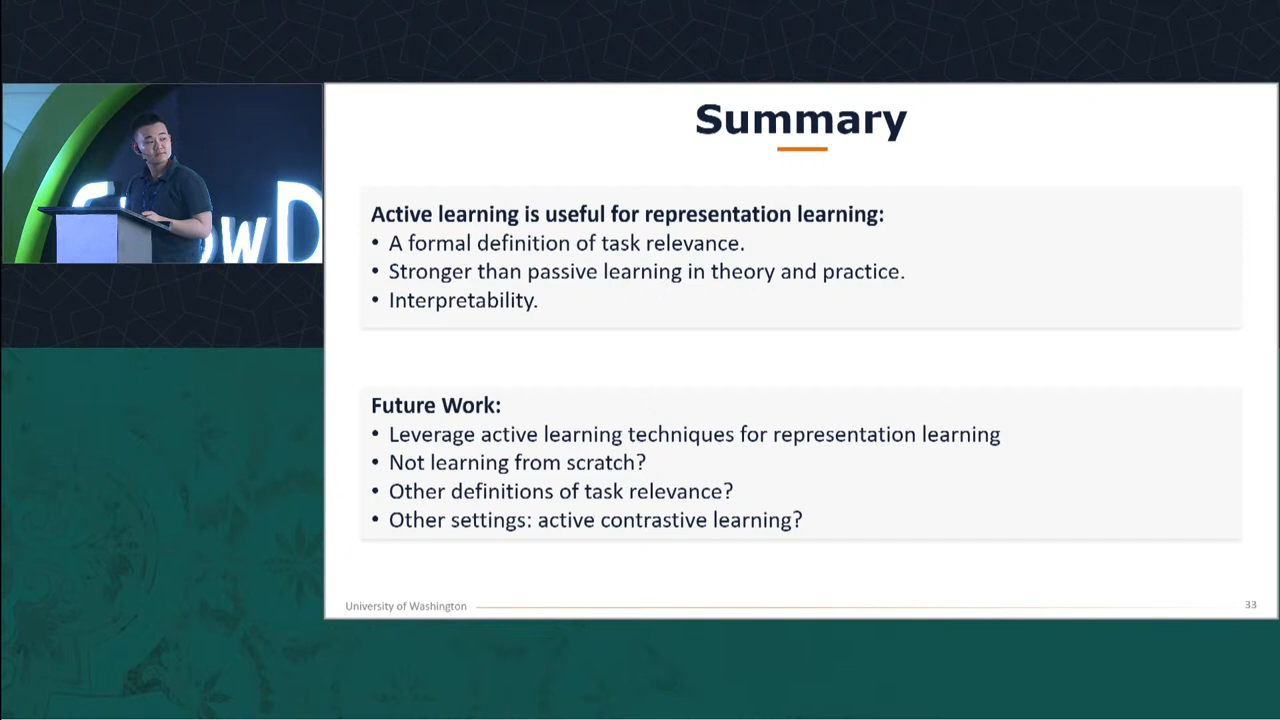 Summary
Active learning is useful for representation learning:
• A formal definition of task relevance.
• Stronger than passive learning in theory and practice.
• Interpretability.
Future Work:
• Leverage active learning techniques for representation learning
• Not learning from scratch?
• Other definitions of task relevance?
• Other settings: active contrastive learning?
University of Washington
33